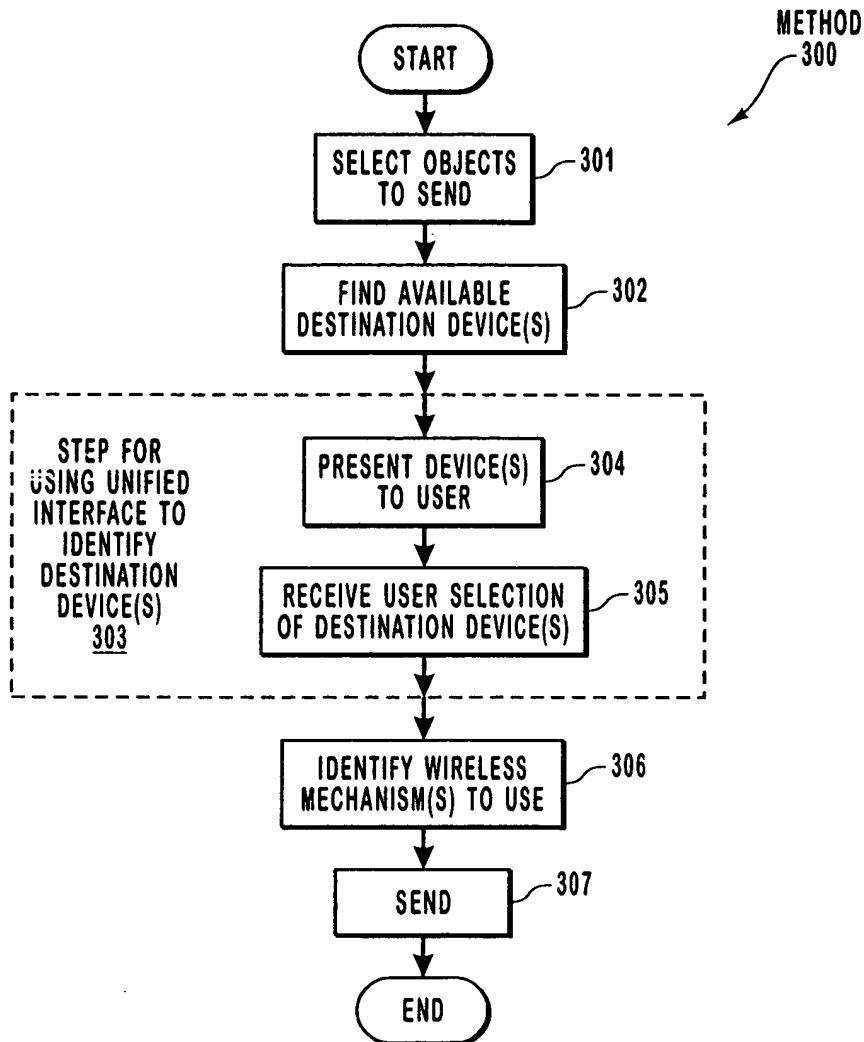 METHOD
300
START
SELECT OBJECTS
TO SEND
301
FIND AVAILABLE
DESTINATION DEVICE(S)
302
STEP FOR
USING UNIFIED
INTERFACE TO
IDENTIFY
DESTINATION
DEVICE(S)
303
PRESENT DEVICE(S)
TO USER
304
RECEIVE USER SELECTION
OF DESTINATION DEVICE(S)
305
IDENTIFY WIRELESS
MECHANISM(S) TO USE
306
SEND
307
END